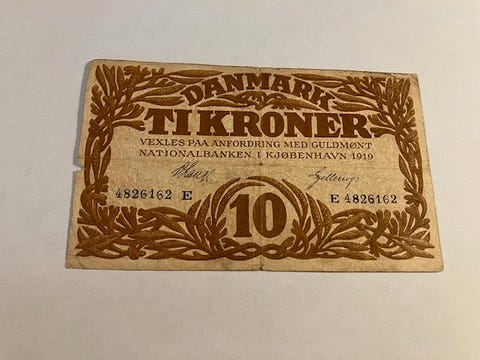 DANMARK
TI KRONER
VEXLES PAA ANFORDRING MED GULDMØNT
NATIONALBANKEN I KJØBENHAVN 1919
4826162 E
E 4826162
10